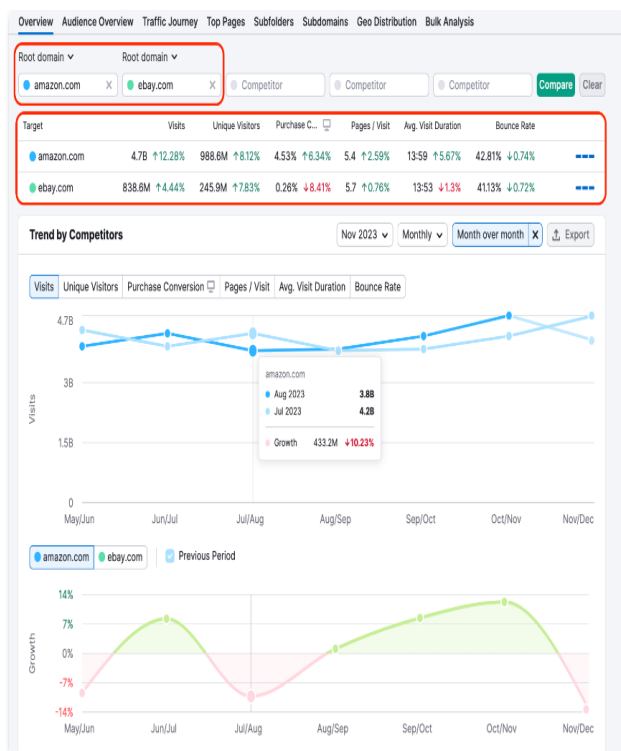 Overview Audience Overview Traffic Journey Top Pages Subfolders Subdomains Geo Distribution Bulk Analysis
Root domain Root domain
amazon.com X ebay.com X Competitor Competitor Competitor Compare Clear
Target Visits Unique Visitors Purchase C... Pages / Visit Avg. Visit Duration Bounce Rate
amazon.com 4.7B ↑12.28% 988.6M ↑8.12% 4.53% ↑6.34% 5.4 ↑2.59% 13:59 ↑5.67% 42.81% ↓0.74%
ebay.com 838.6M ↑4.44% 245.9M ↑7.83% 0.26% ↓8.41% 5.7 ↑0.76% 13:53 ↓1.3% 41.13% ↓0.72%
Trend by Competitors Nov 2023 Monthly Month over month X Export
Visits Unique Visitors Purchase Conversion Pages / Visit Avg. Visit Duration Bounce Rate
4.7B
3B
1.5B
0
Visits
amazon.com
Aug 2023 3.8B
Jul 2023 4.2B
Growth 433.2M ↓10.23%
May/Jun Jun/Jul Jul/Aug Aug/Sep Sep/Oct Oct/Nov Nov/Dec
amazon.com ebay.com Previous Period
14%
7%
0%
-7%
-14%
Growth
May/Jun Jun/Jul Jul/Aug Aug/Sep Sep/Oct Oct/Nov Nov/Dec